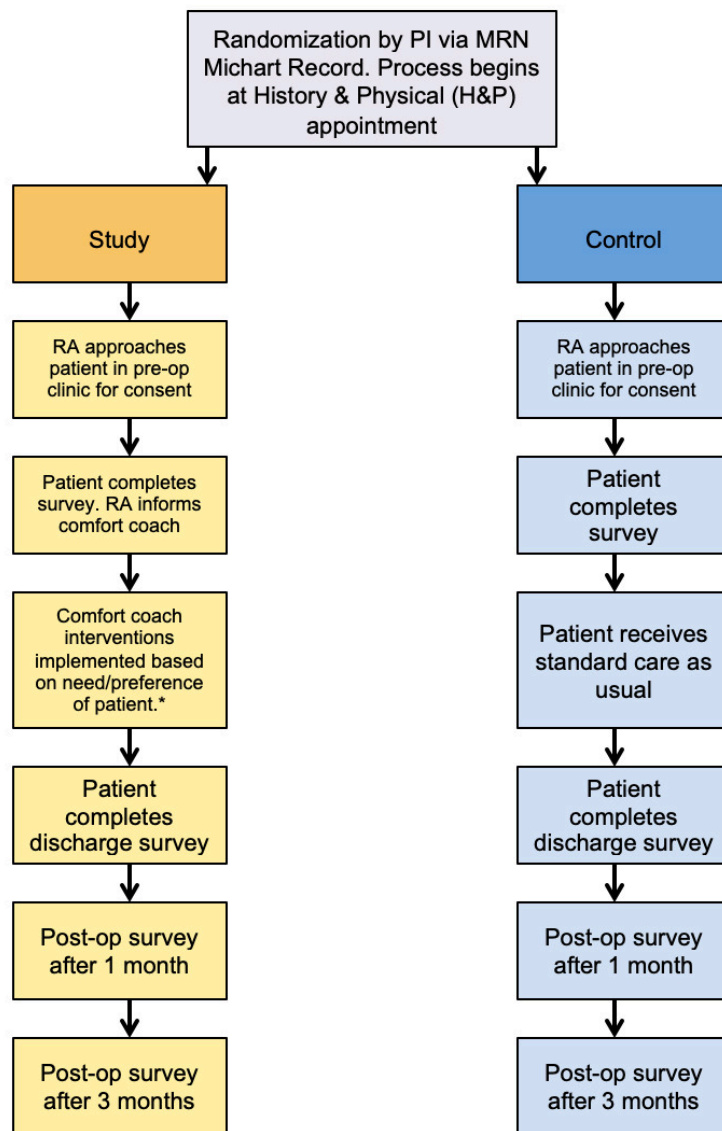 Randomization by PI via MRN
Michart Record. Process begins
at History & Physical (H&P)
appointment
Study
RA approaches
patient in pre-op
clinic for consent
Patient completes
survey. RA informs
comfort coach
Comfort coach
interventions
implemented based
on need/preference
of patient.*
Patient
completes
discharge survey
Post-op survey
after 1 month
Post-op survey
after 3 months
Control
RA approaches
patient in pre-op
clinic for consent
Patient
completes
survey
Patient receives
standard care as
usual
Patient
completes
discharge survey
Post-op survey
after 1 month
Post-op survey
after 3 months